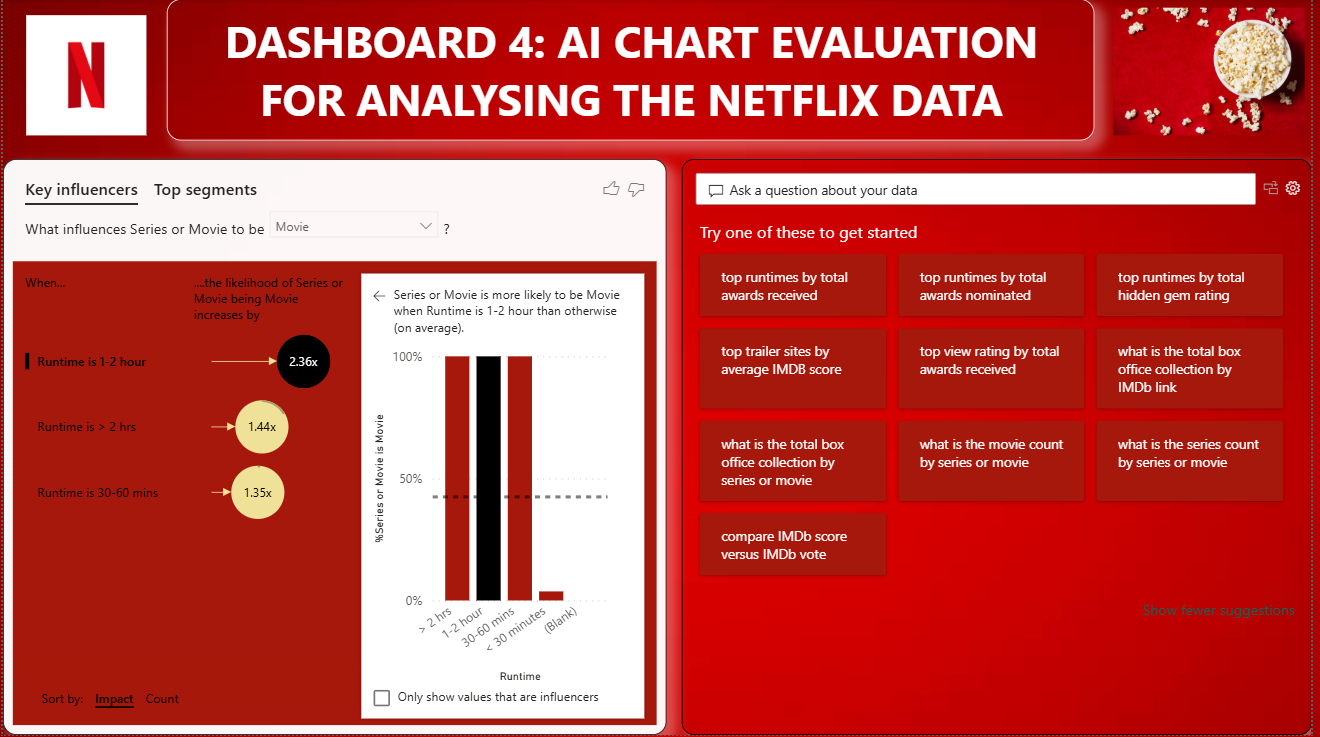 DASHBOARD 4: AI CHART EVALUATION
FOR ANALYSING THE NETFLIX DATA
Key influencers
Top segments
What influences Series or Movie to be
Movie
?
When...
....the likelihood of Series or
Movie being Movie
increases by
Runtime is 1-2 hour
2.36x
Runtime is > 2 hrs
1.44x
Runtime is 30-60 mins
1.35x
Sort by:
Impact
Count
Series or Movie is more likely to be Movie
when Runtime is 1-2 hour than otherwise
(on average).
100%
50%
0%
%Series or Movie is Movie
> 2 hrs
1-2 hour
30-60 mins
< 30 minutes
(Blank)
Runtime
Only show values that are influencers
Ask a question about your data
Try one of these to get started
top runtimes by total
awards received
top runtimes by total
awards nominated
top runtimes by total
hidden gem rating
top trailer sites by
average IMDB score
top view rating by total
awards received
what is the total box
office collection by
IMDb link
what is the total box
office collection by
series or movie
what is the movie count
by series or movie
what is the series count
by series or movie
compare IMDb score
versus IMDb vote
Show fewer suggestions